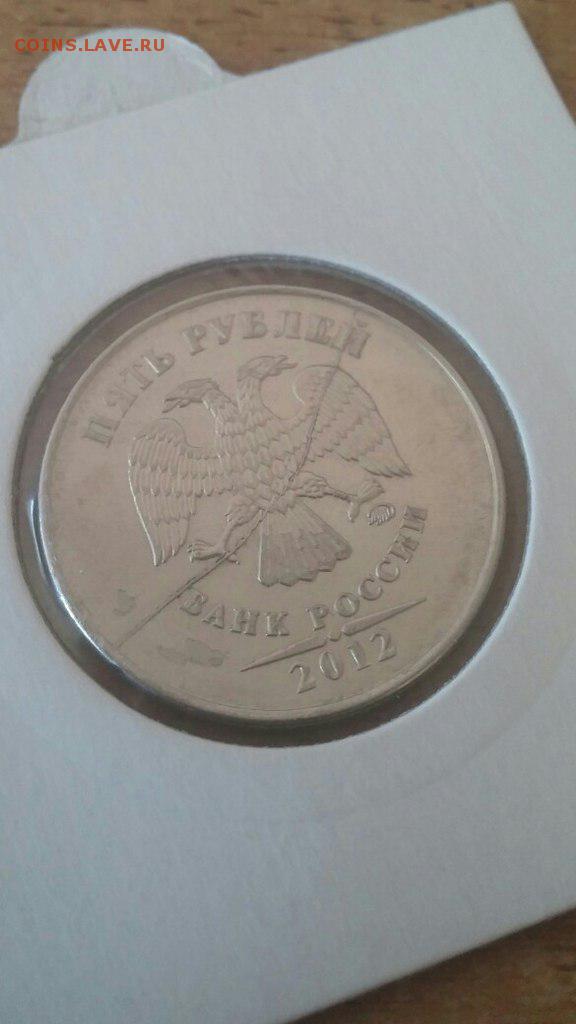 COINS.LAVE.RU
ПЯТЬ РУБЛЕЙ
БАНК РОССИИ
2012